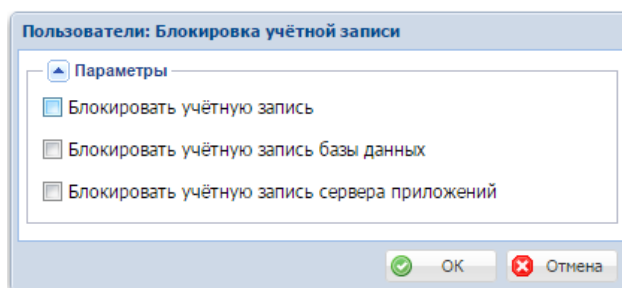 Пользователи: Блокировка учётной записи
Параметры
Блокировать учётную запись
Блокировать учётную запись базы данных
Блокировать учётную запись сервера приложений
ОК Отмена